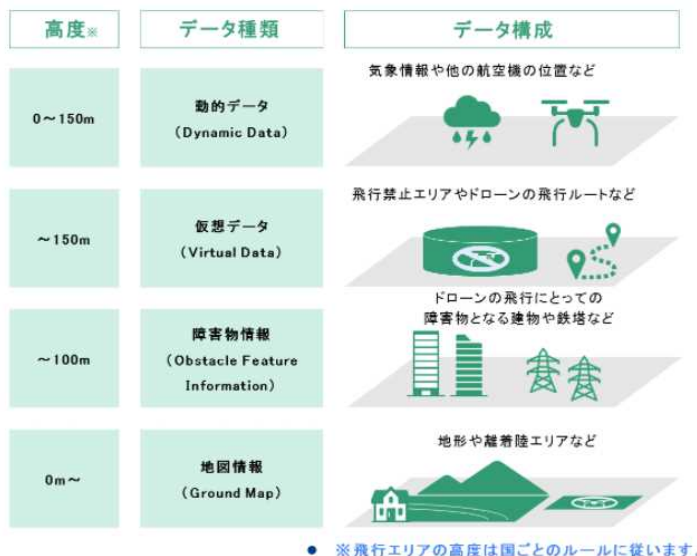 高度※
データ種類
データ構成
0～150m
動的データ
(Dynamic Data)
気象情報や他の航空機の位置など
～150m
仮想データ
(Virtual Data)
飛行禁止エリアやドローンの飛行ルートなど
～100m
障害物情報
(Obstacle Feature
Information)
ドローンの飛行にとっての
障害物となる建物や鉄塔など
0m～
地図情報
(Ground Map)
地形や離着陸エリアなど
● ※飛行エリアの高度は国ごとのルールに従います。